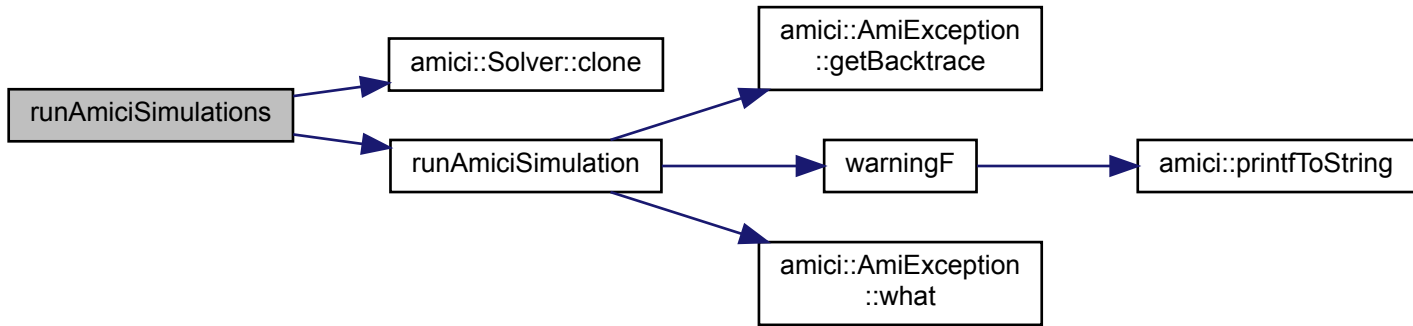 runAmiciSimulations
amici::Solver::clone
runAmiciSimulation
amici::AmiException
::getBacktrace
warningF
amici::AmiException
::what
amici::printfToString